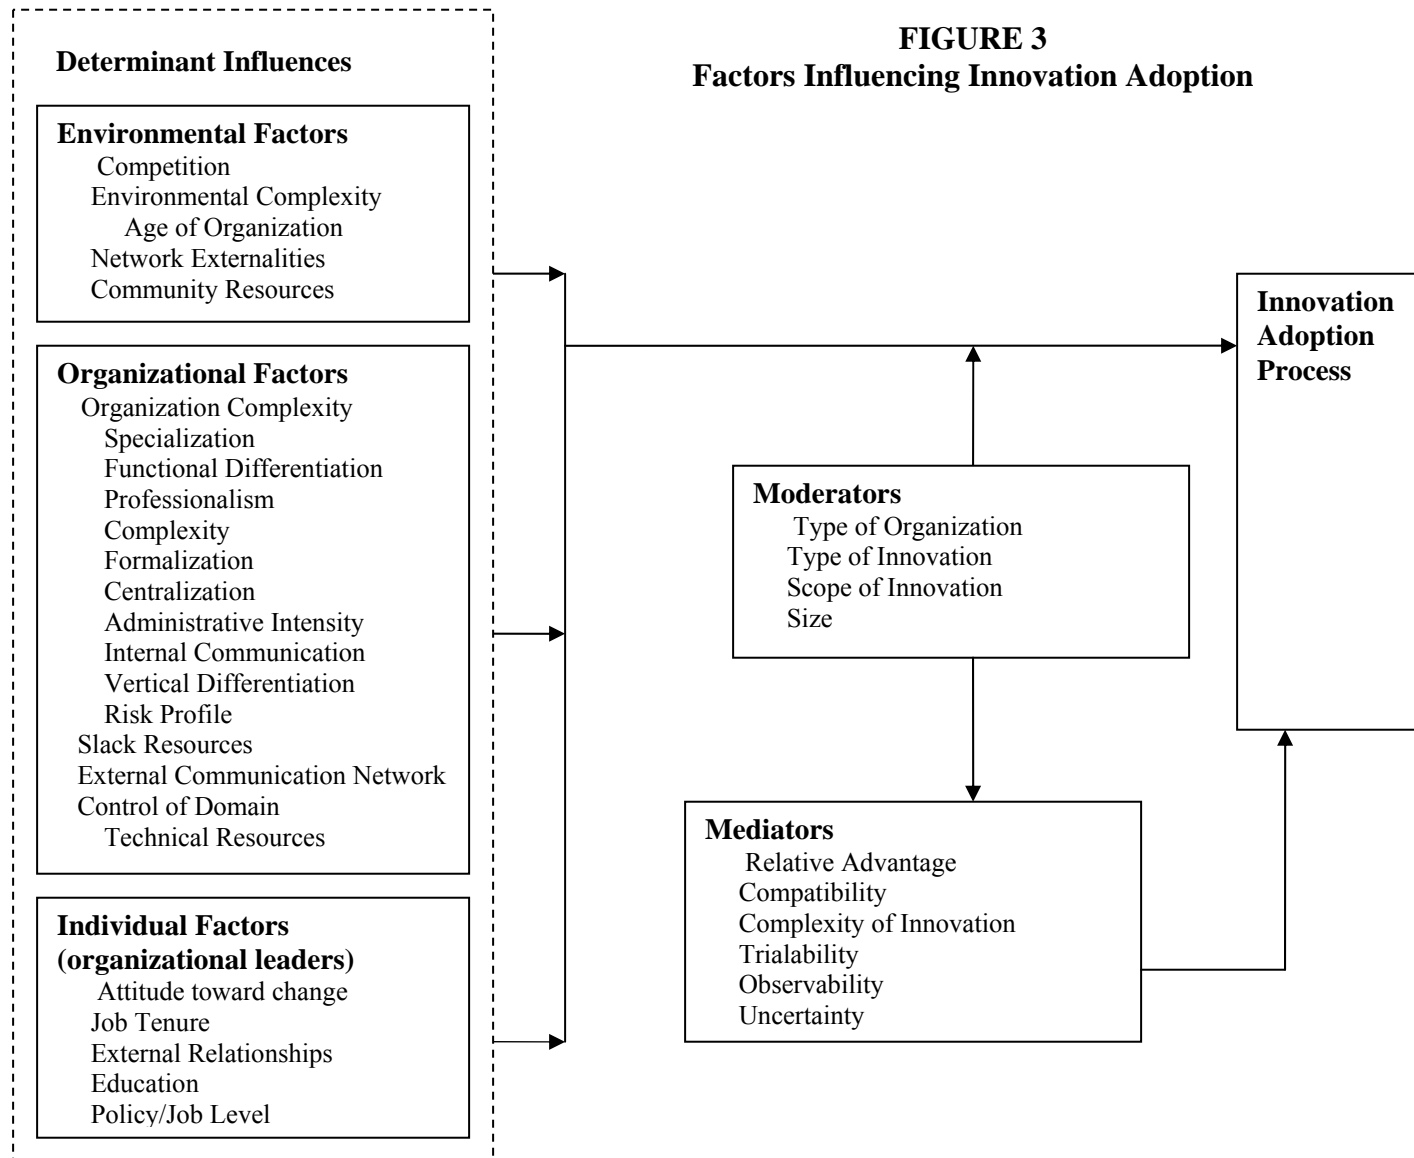 FIGURE 3
Factors Influencing Innovation Adoption
Determinant Influences
Environmental Factors
Competition
Environmental Complexity
Age of Organization
Network Externalities
Community Resources
Organizational Factors
Organization Complexity
Specialization
Functional Differentiation
Professionalism
Complexity
Formalization
Centralization
Administrative Intensity
Internal Communication
Vertical Differentiation
Risk Profile
Slack Resources
External Communication Network
Control of Domain
Technical Resources
Individual Factors
(organizational leaders)
Attitude toward change
Job Tenure
External Relationships
Education
Policy/Job Level
Moderators
Type of Organization
Type of Innovation
Scope of Innovation
Size
Mediators
Relative Advantage
Compatibility
Complexity of Innovation
Trialability
Observability
Uncertainty
Innovation
Adoption
Process